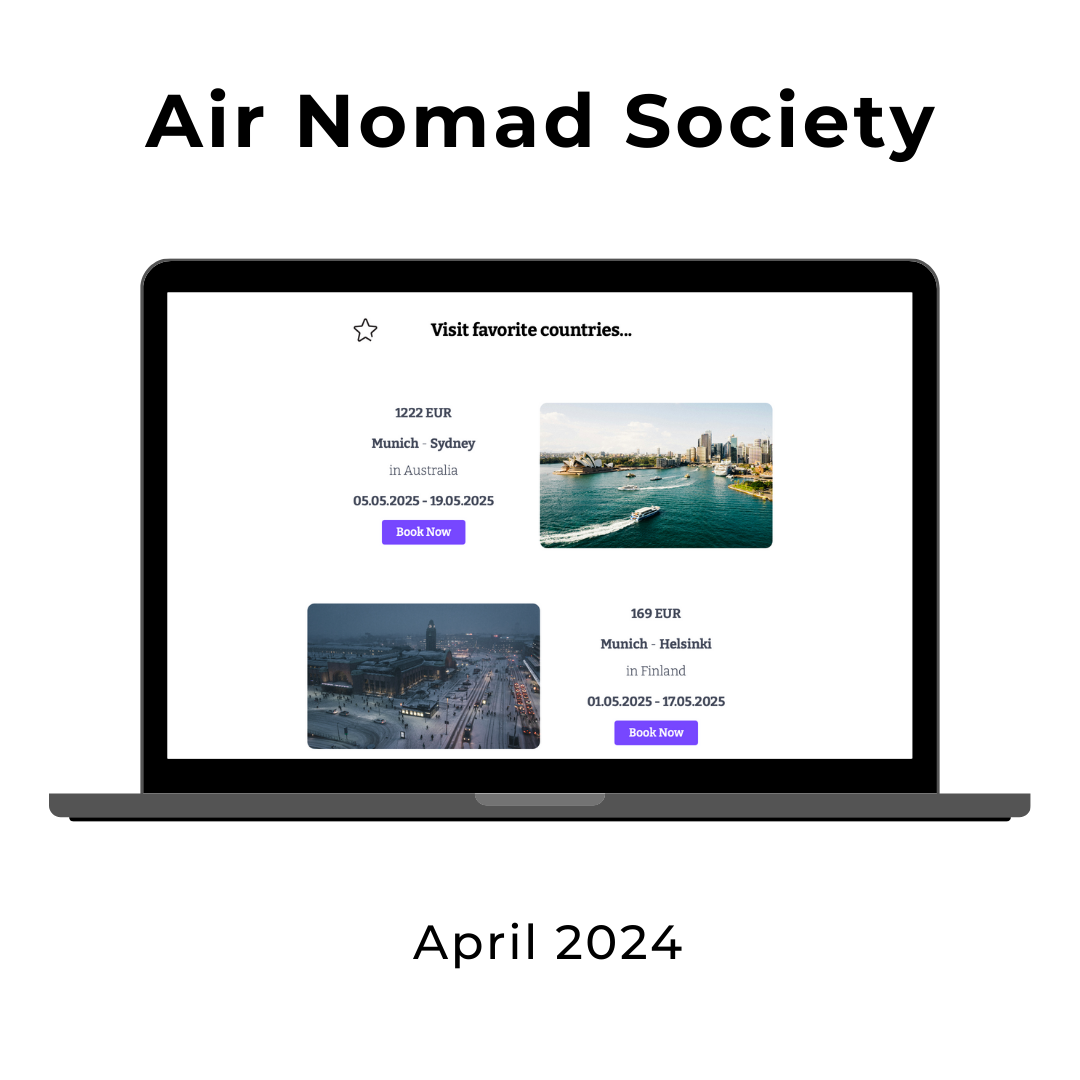 Air Nomad Society
Visit favorite countries...
1222 EUR
Munich - Sydney
in Australia
05.05.2025 - 19.05.2025
Book Now
169 EUR
Munich - Helsinki
in Finland
01.05.2025 - 17.05.2025
Book Now
April 2024